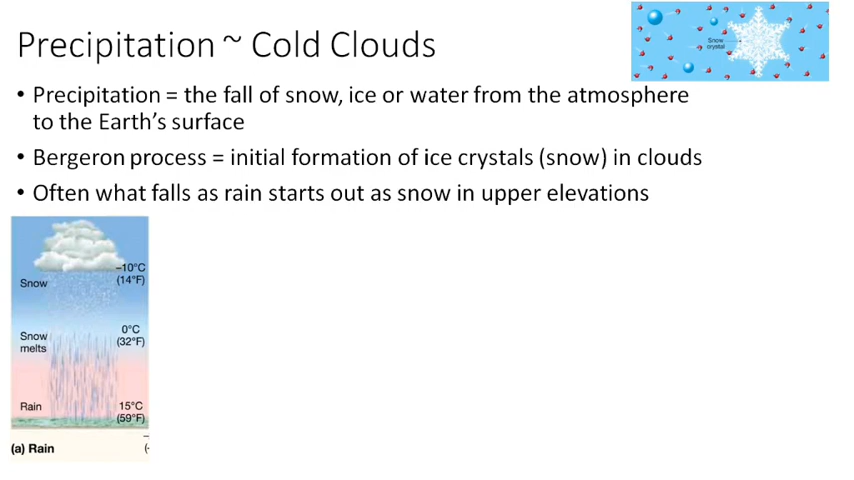 Precipitation ~ Cold Clouds
Snow
crystal
• Precipitation = the fall of snow, ice or water from the atmosphere
to the Earth's surface
• Bergeron process = initial formation of ice crystals (snow) in clouds
• Often what falls as rain starts out as snow in upper elevations
–10°C
(14°F)
Snow
0°C
(32°F)
Snow
melts
Rain
15°C
(59°F)
(a) Rain